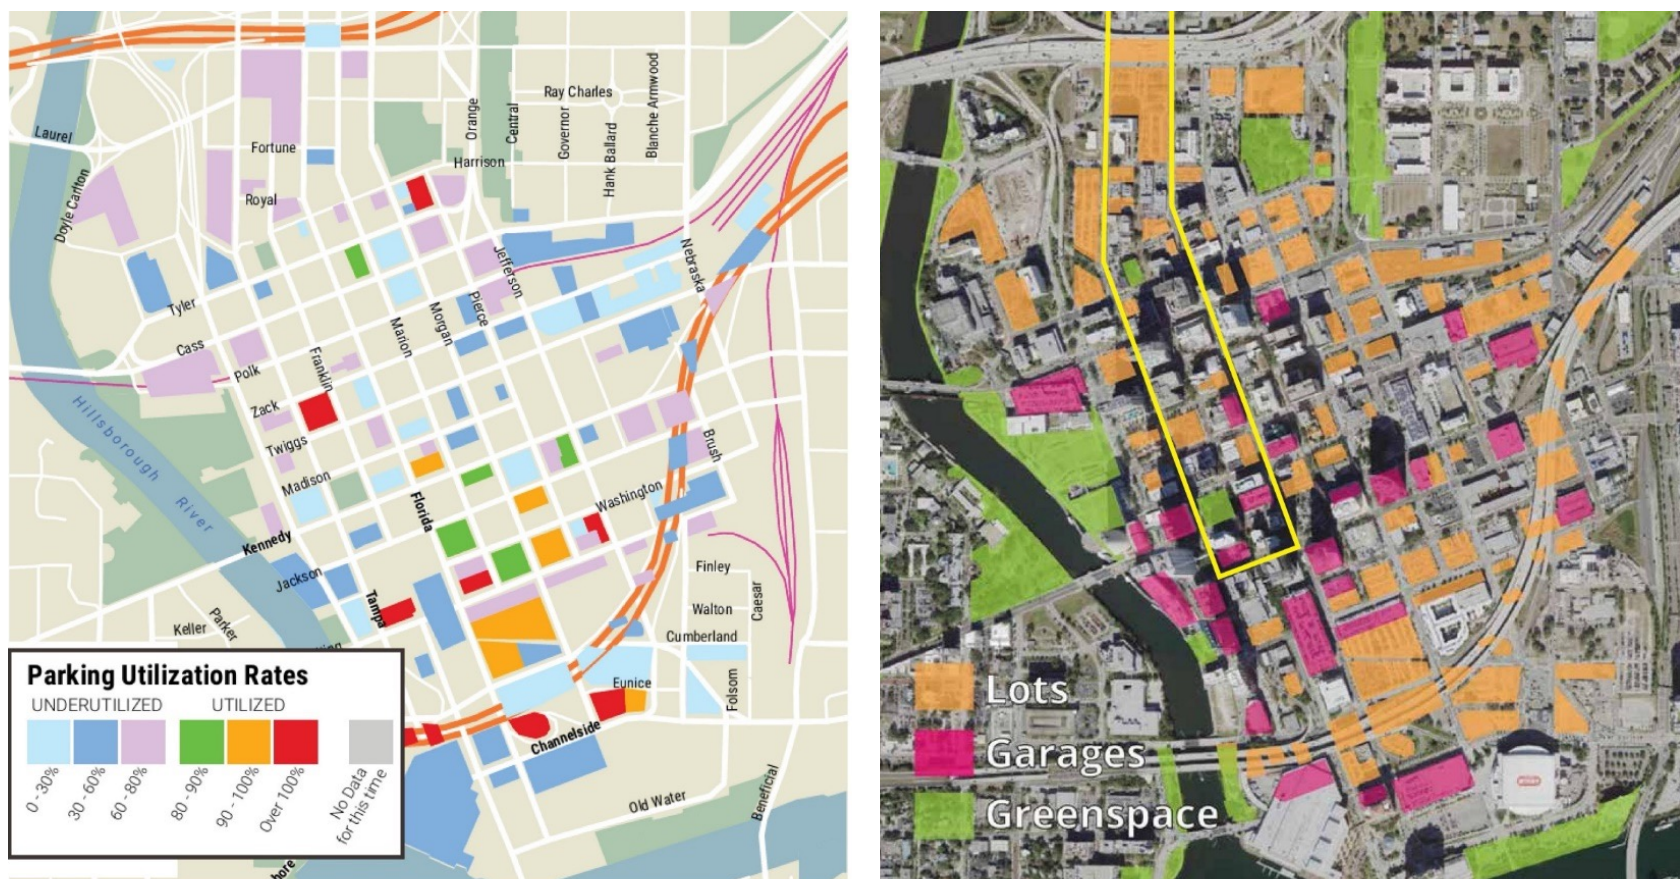 Laurel
Doyle Carlton
Fortune
Royal
Harrison
Orange
Central
Ray Charles
Governor
Hank Ballard
Blanche Armwood
Tyler
Cass
Polk
Zack
Twiggs
Madison
Kennedy
Jackson
Franklin
Marion
Morgan
Pierce
Jefferson
Nebraska
Hillsborough River
Florida
Tampa
Washington
Brush
Finley
Walton
Caesar
Cumberland
Keller
Parker
Eunice
Folsom
Channelside
Old Water
Beneficial
Parking Utilization Rates
UNDERUTILIZED UTILIZED
0 -30%
30 - 60%
60 - 80%
80 - 90%
90 - 100%
Over 100%
No Data
for this time
Lots
Garages
Greenspace